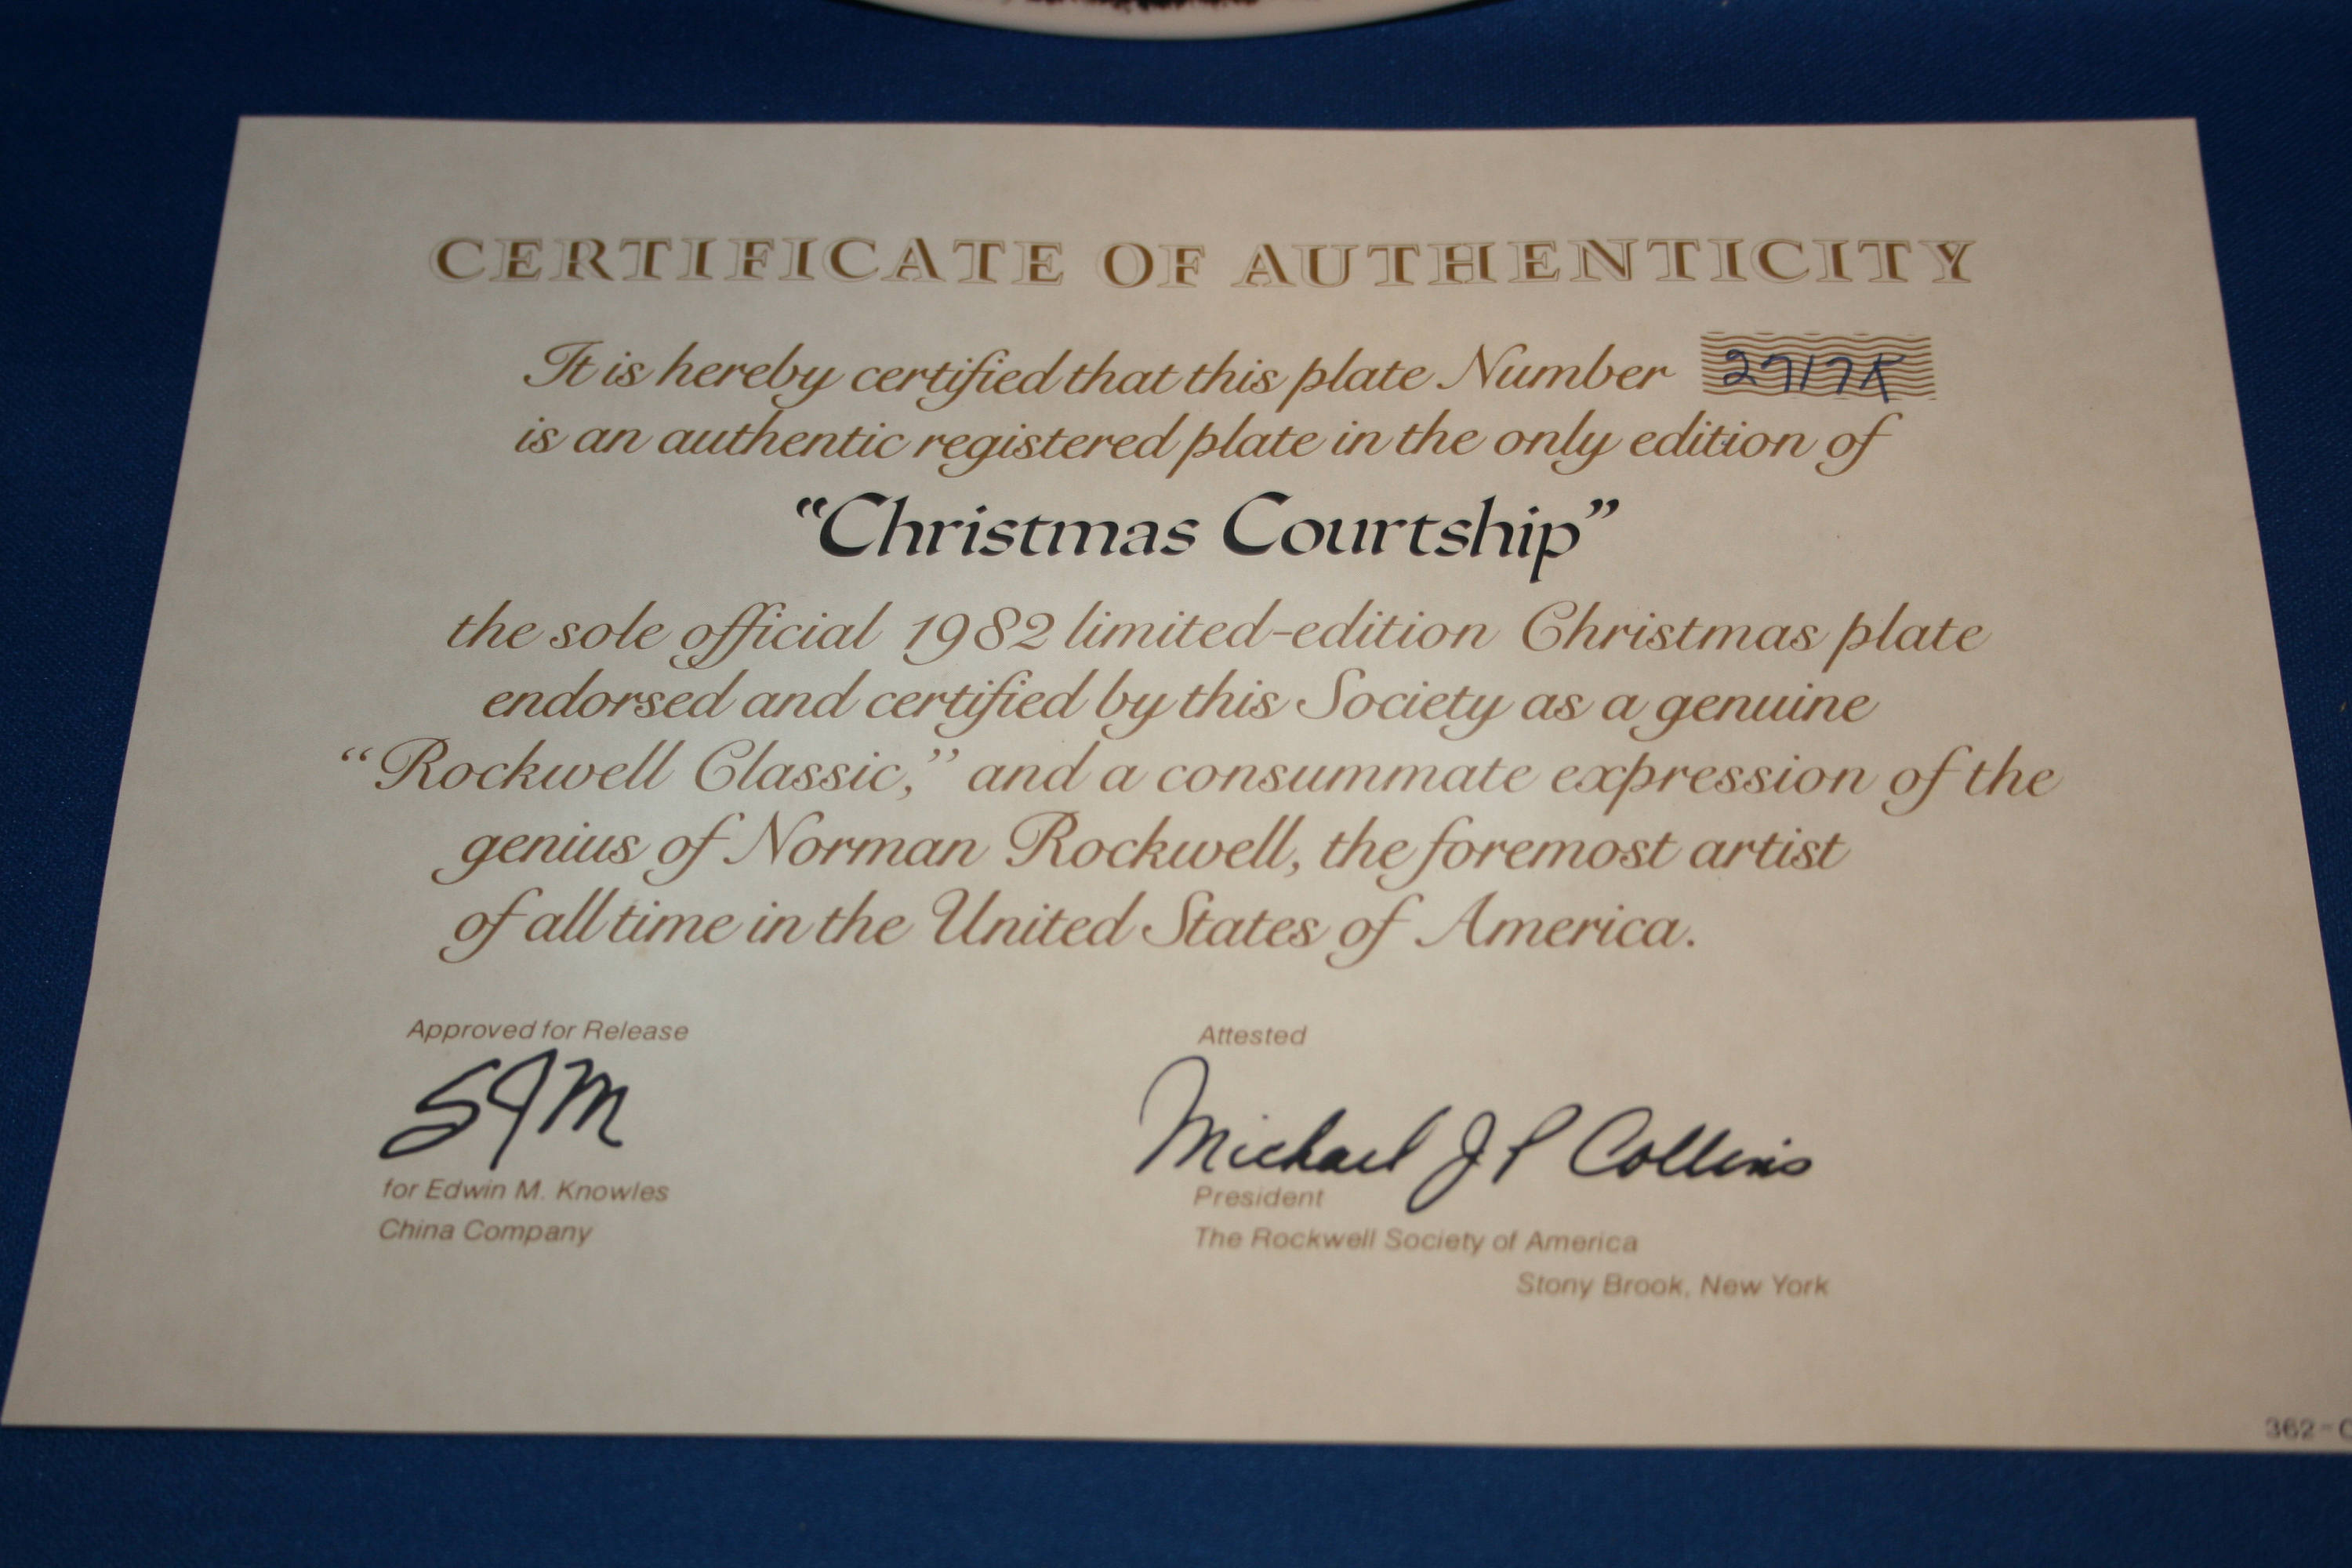 CERTIFICATE OF AUTHENTICITY
It is hereby certified that this plate Number 2717K
is an authentic registered plate in the only edition of
“Christmas Courtship”
the sole official 1982 limited-edition Christmas plate
endorsed and certified by this Society as a genuine
“Rockwell Classic,” and a consummate expression of the
genius of Norman Rockwell, the foremost artist
of all time in the United States of America.
Approved for Release
SJM
for Edwin M. Knowles
China Company
Attested
Michael J P Collins
President
The Rockwell Society of America
Stony Brook, New York